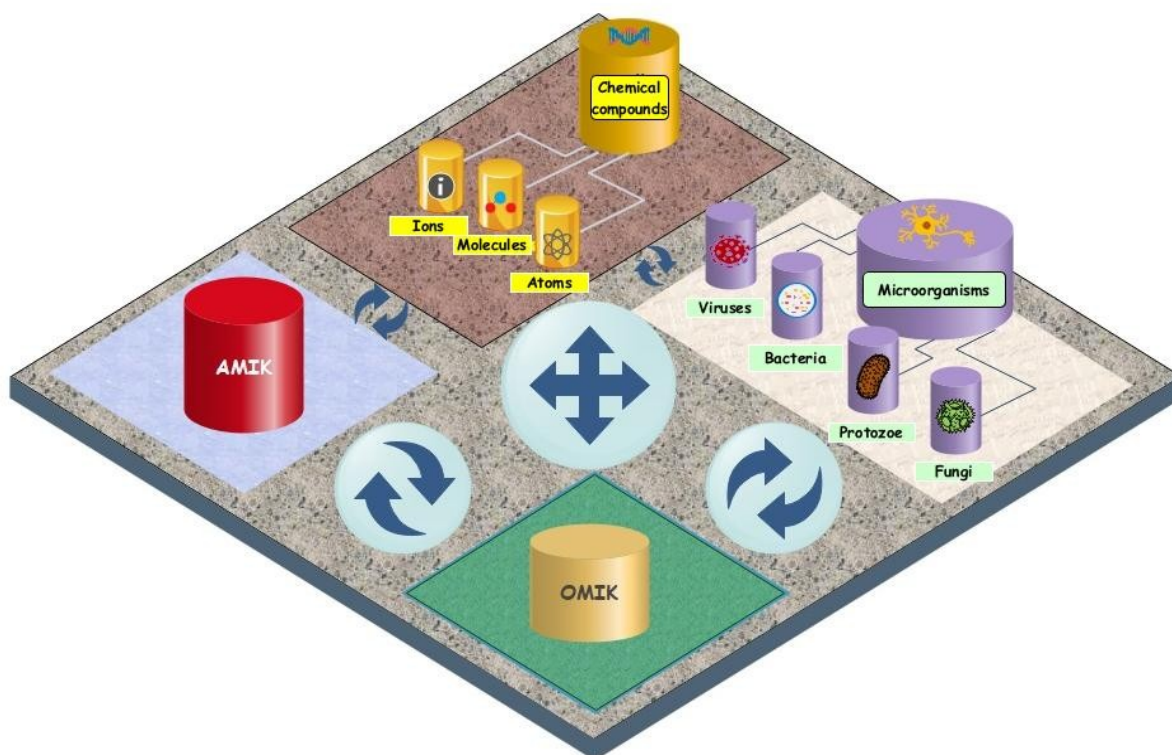 Chemical
compounds
Ions
Molecules
Atoms
Viruses
Microorganisms
Bacteria
AMIK
Protozoe
Fungi
OMIK